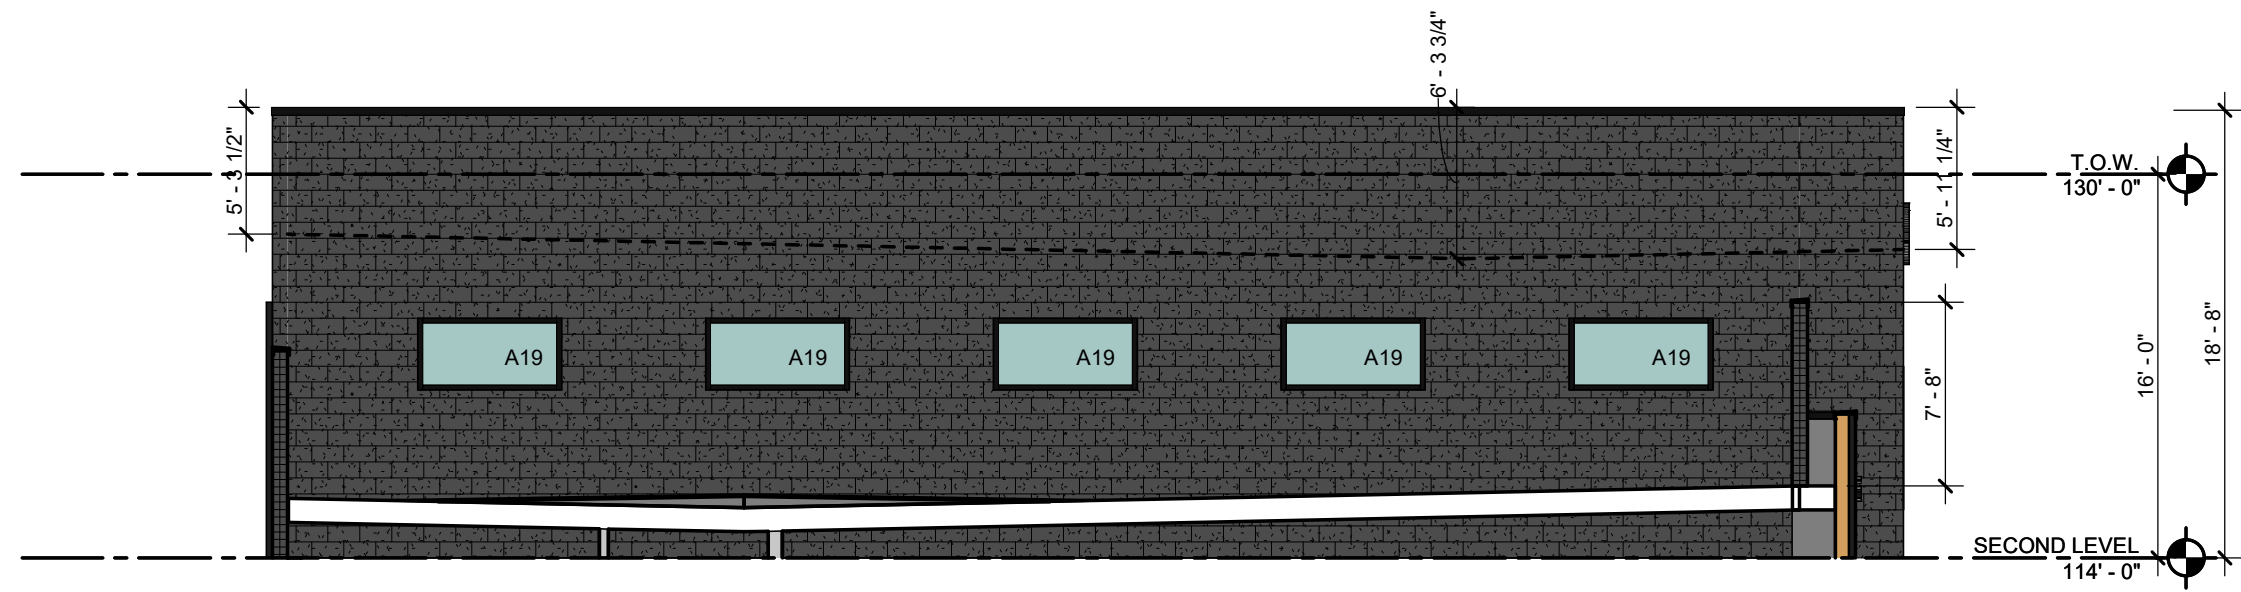 6' - 3 3/4"
5' - 3 1/2"
5' - 11 1/4"
T.O.W.
130' - 0"
A19 A19 A19 A19 A19
7' - 8"
16' - 0"
18' - 8"
SECOND LEVEL
114' - 0"